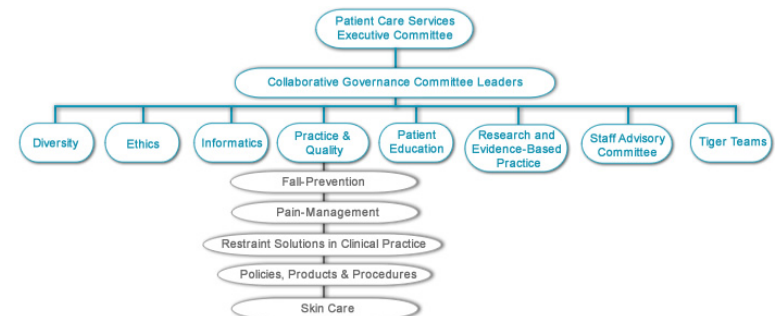 Patient Care Services
Executive Committee
Collaborative Governance Committee Leaders
Diversity
Ethics
Informatics
Practice &
Quality
Patient
Education
Research and
Evidence-Based
Practice
Staff Advisory
Committee
Tiger Teams
Fall-Prevention
Pain-Management
Restraint Solutions in Clinical Practice
Policies, Products & Procedures
Skin Care